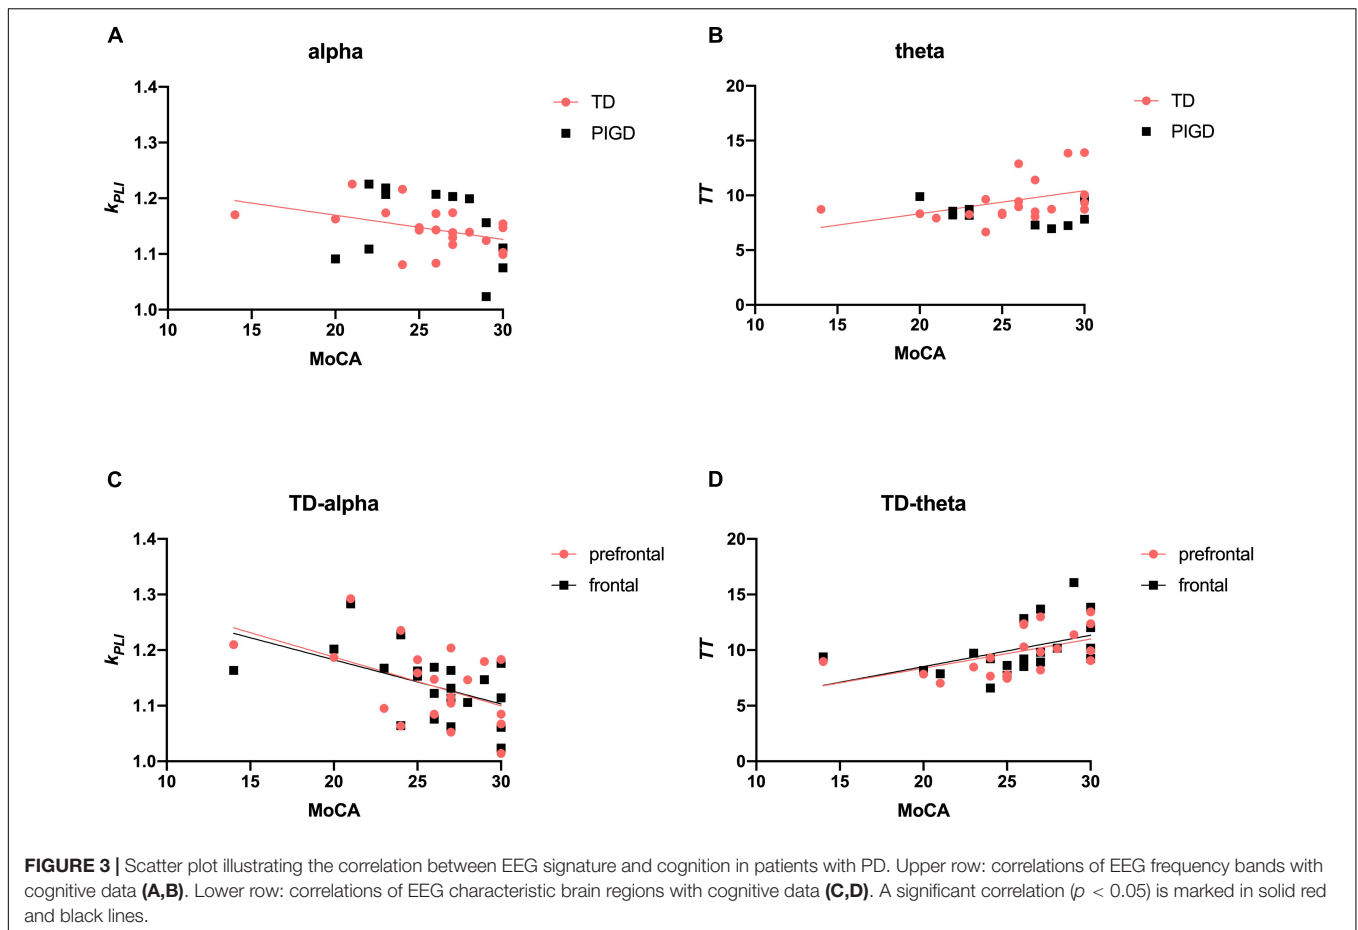 A
alpha
1.4
1.3
1.2
1.1
1.0
k_PLI
10 15 20 25 30
MoCA
TD
PIGD
B
theta
20
15
10
5
0
TT
10 15 20 25 30
MoCA
TD
PIGD
C
TD-alpha
1.4
1.3
1.2
1.1
1.0
k_PLI
10 15 20 25 30
MoCA
prefrontal
frontal
D
TD-theta
20
15
10
5
0
TT
10 15 20 25 30
MoCA
prefrontal
frontal
FIGURE 3 | Scatter plot illustrating the correlation between EEG signature and cognition in patients with PD. Upper row: correlations of EEG frequency bands with
cognitive data (A,B). Lower row: correlations of EEG characteristic brain regions with cognitive data (C,D). A significant correlation (p < 0.05) is marked in solid red
and black lines.